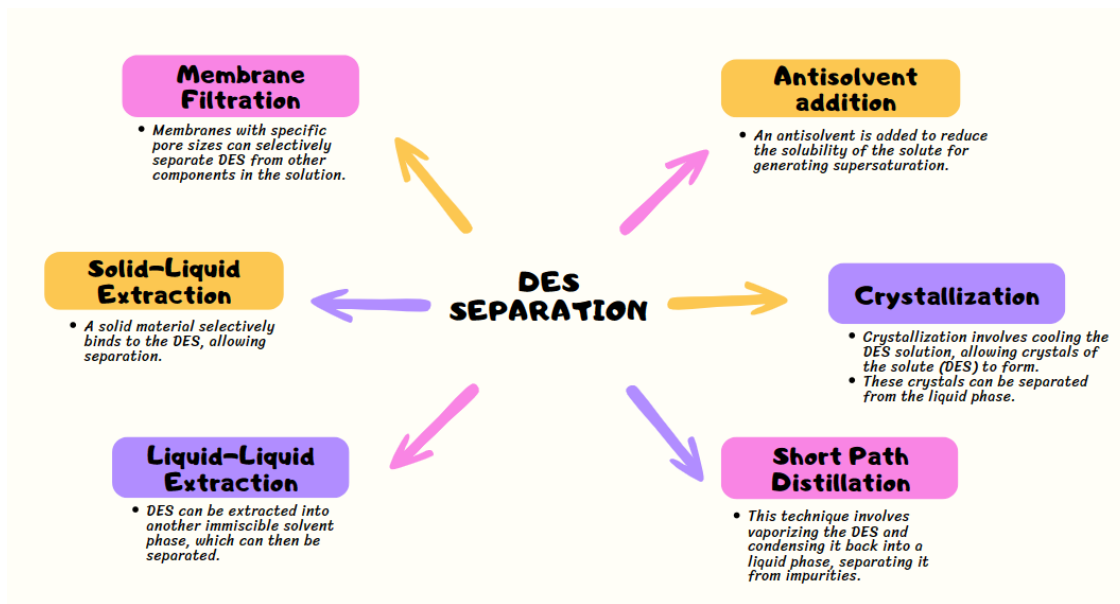 Membrane
Filtration
• Membranes with specific
pore sizes can selectively
separate DES from other
components in the solution.
Antisolvent
addition
• An antisolvent is added to reduce
the solubility of the solute for
generating supersaturation.
Solid-Liquid
Extraction
• A solid material selectively
binds to the DES, allowing
separation.
DES
SEPARATION
Crystallization
• Crystallization involves cooling the
DES solution, allowing crystals of
the solute (DES) to form.
• These crystals can be separated
from the liquid phase.
Liquid-Liquid
Extraction
• DES can be extracted into
another immiscible solvent
phase, which can then be
separated.
Short Path
Distillation
• This technique involves
vaporizing the DES and
condensing it back into a
liquid phase, separating it
from impurities.